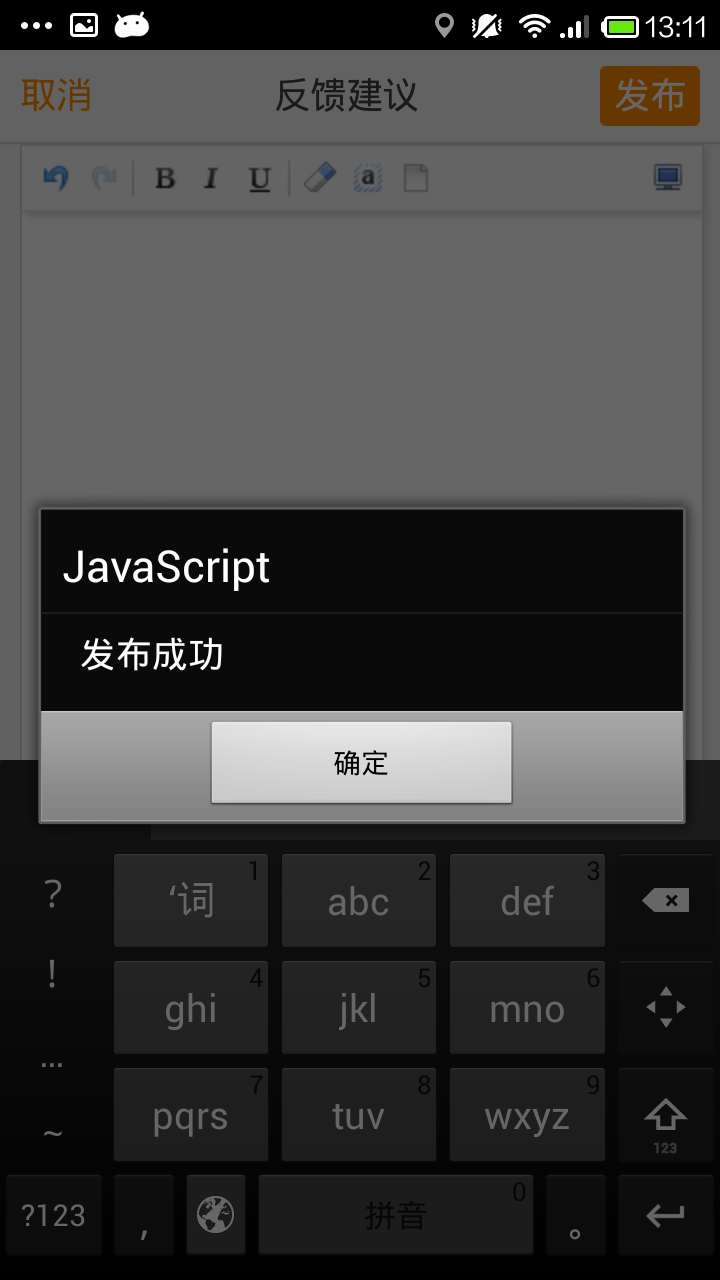 13:11
取消 反馈建议 发布
B I U a
JavaScript
发布成功
确定
? ‘词 1 abc 2 def 3
! ghi 4 jkl 5 mno 6
... pqrs 7 tuv 8 wxyz 9
~ 123
?123 , 拼音 0 。